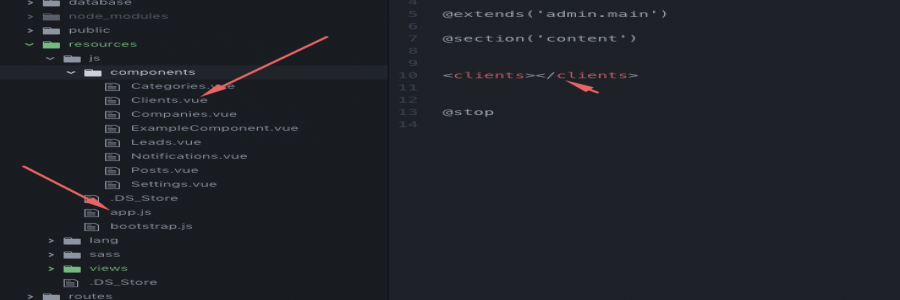 database
node_modules
public
resources
js
components
Categories.vue
Clients.vue
Companies.vue
ExampleComponent.vue
Leads.vue
Notifications.vue
Posts.vue
Settings.vue
.DS_Store
app.js
bootstrap.js
lang
sass
views
.DS_Store
routes
4
5 @extends('admin.main')
6
7 @section('content')
8
9
10 <clients></clients>
11
12
13 @stop
14